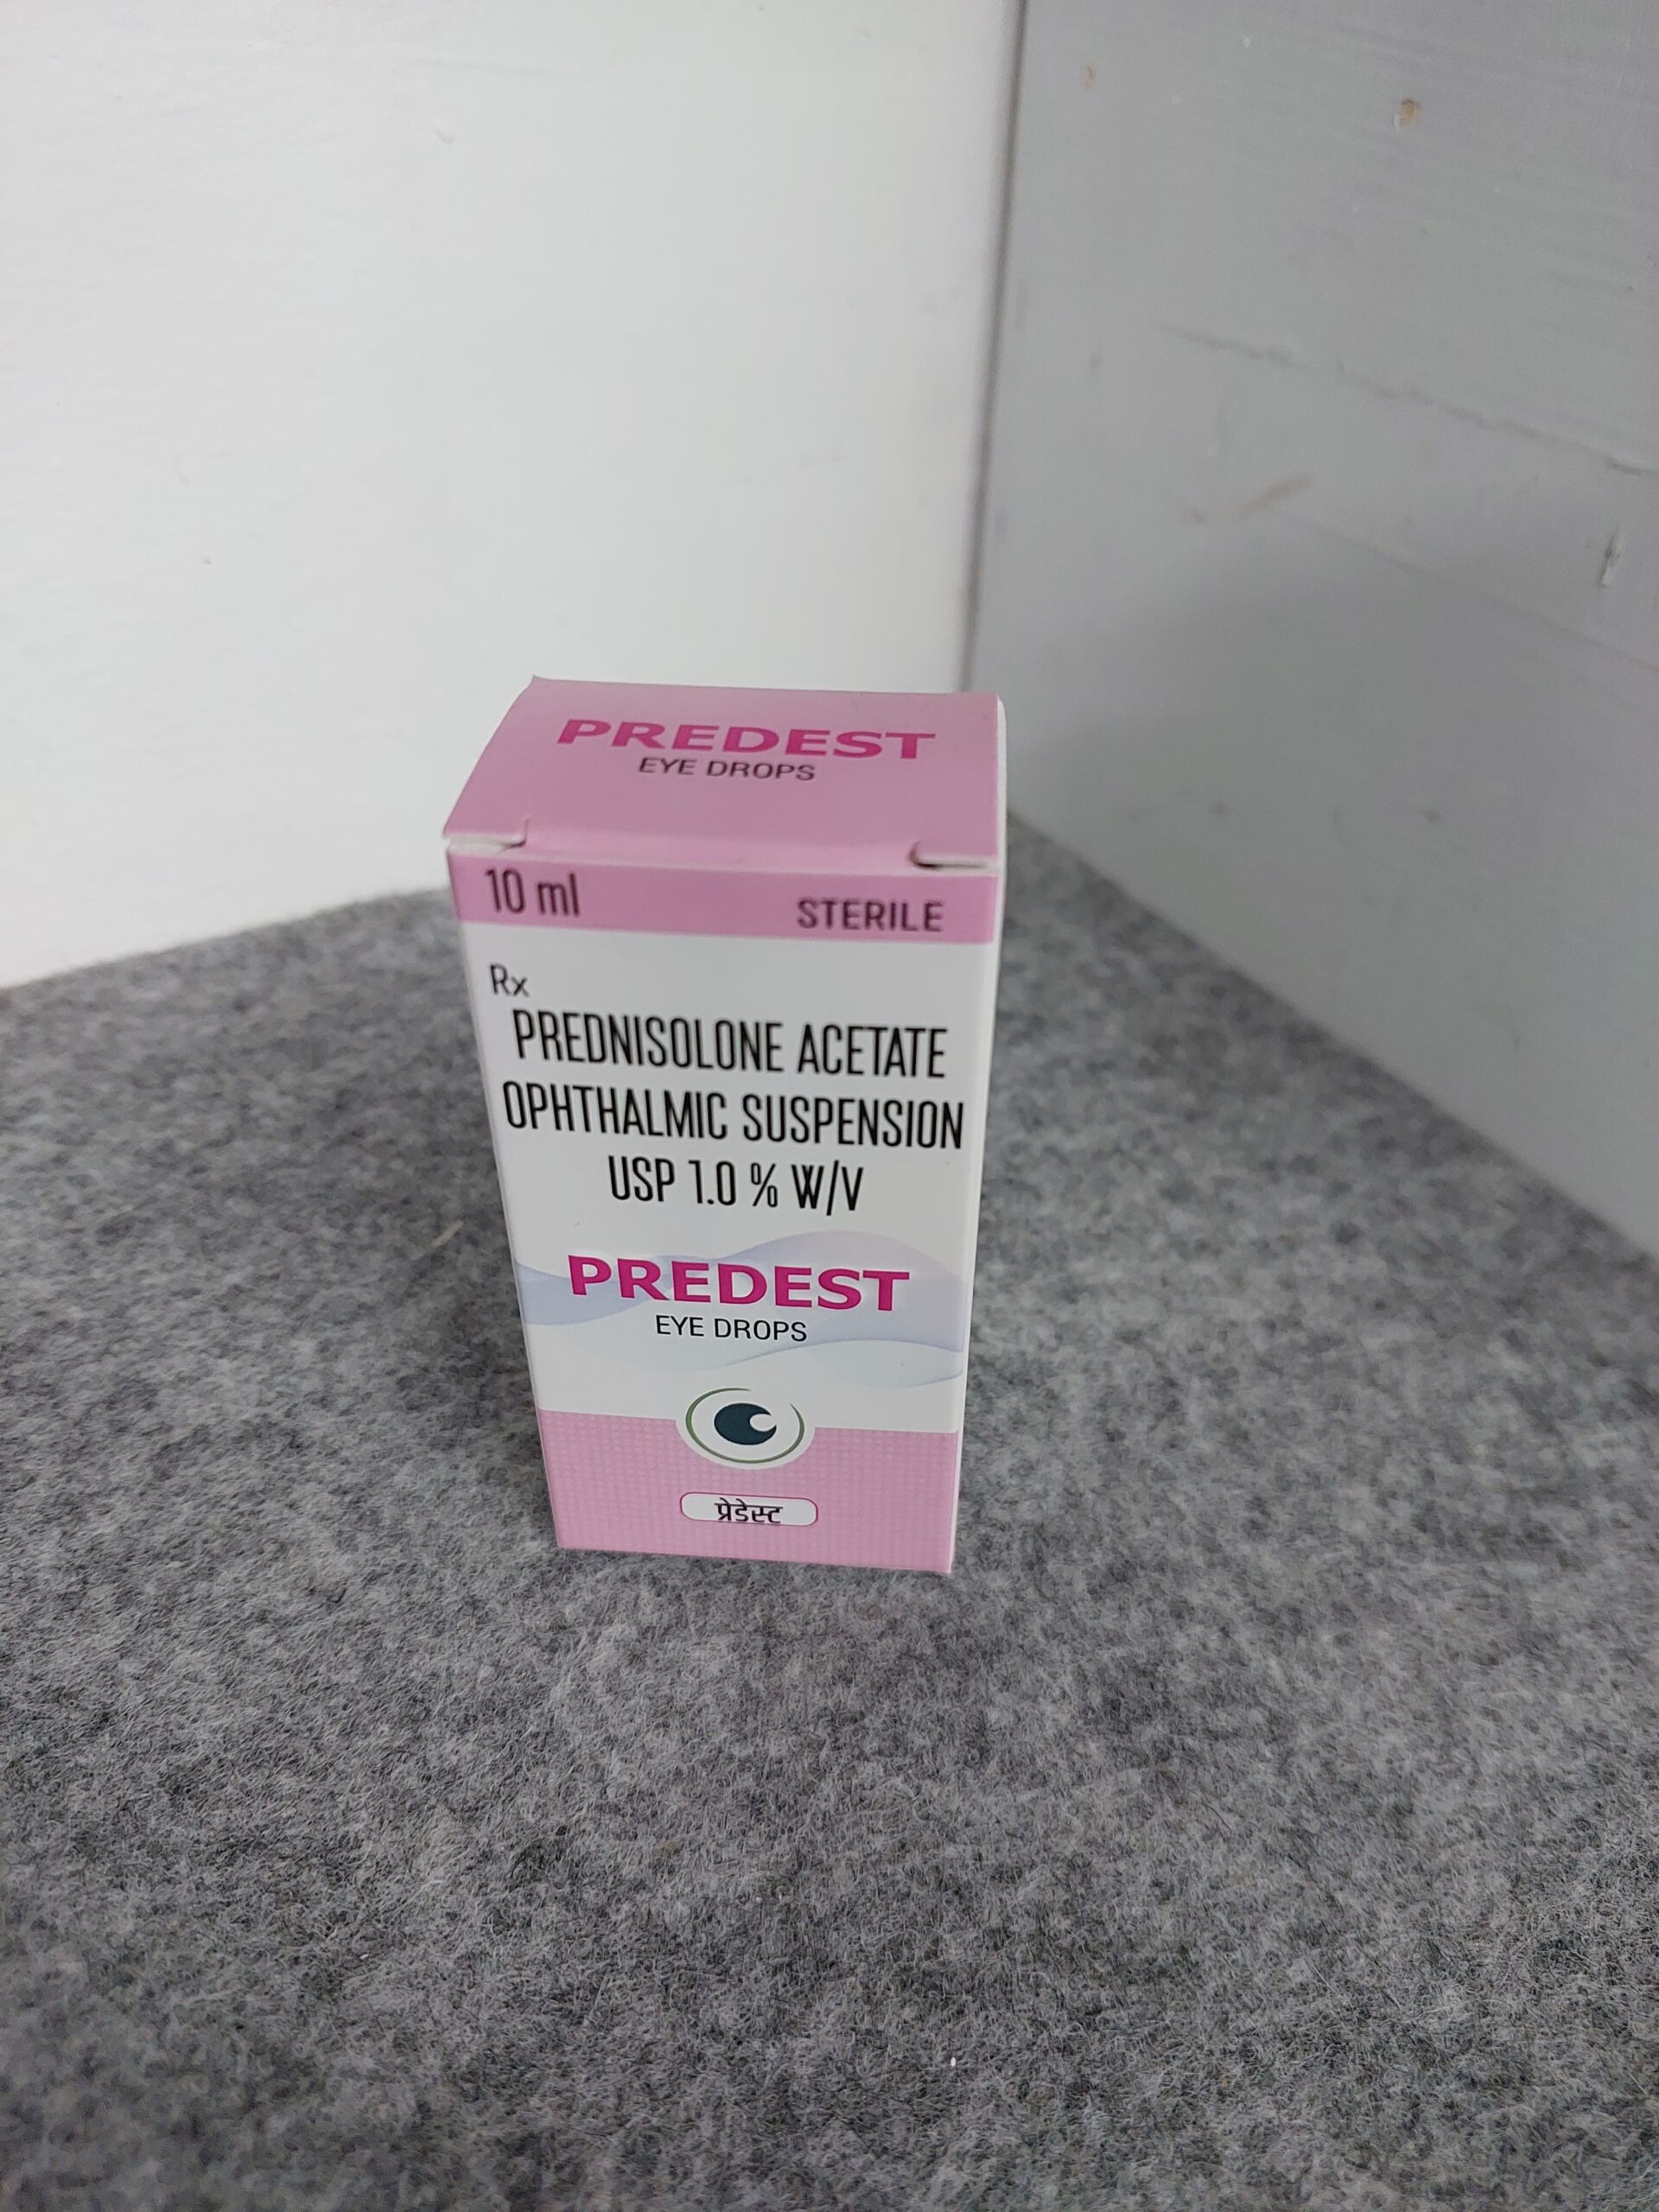 PREDEST
EYE DROPS
10 ml STERILE
Rx
PREDNISOLONE ACETATE
OPHTHALMIC SUSPENSION
USP 1.0 % W/V
PREDEST
EYE DROPS
प्रेडेस्ट